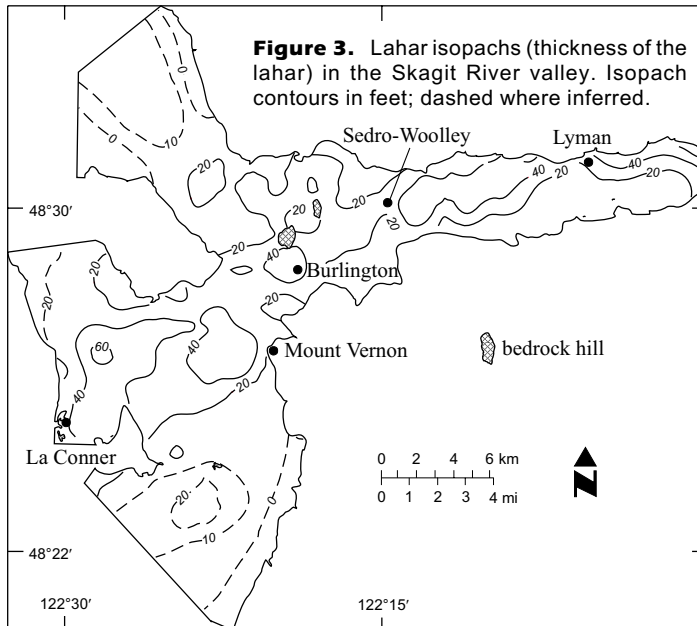 Figure 3. Lahar isopachs (thickness of the
lahar) in the Skagit River valley. Isopach
contours in feet; dashed where inferred.
Sedro-Woolley
Lyman
0
0
10
20
40
40
20
20
20
20
20
48°30′
20
40
Burlington
20
20
20
60
40
Mount Vernon
bedrock hill
40
20
La Conner
0 2 4 6 km
0 1 2 3 4 mi
N
20
0
10
48°22′
122°30′
122°15′